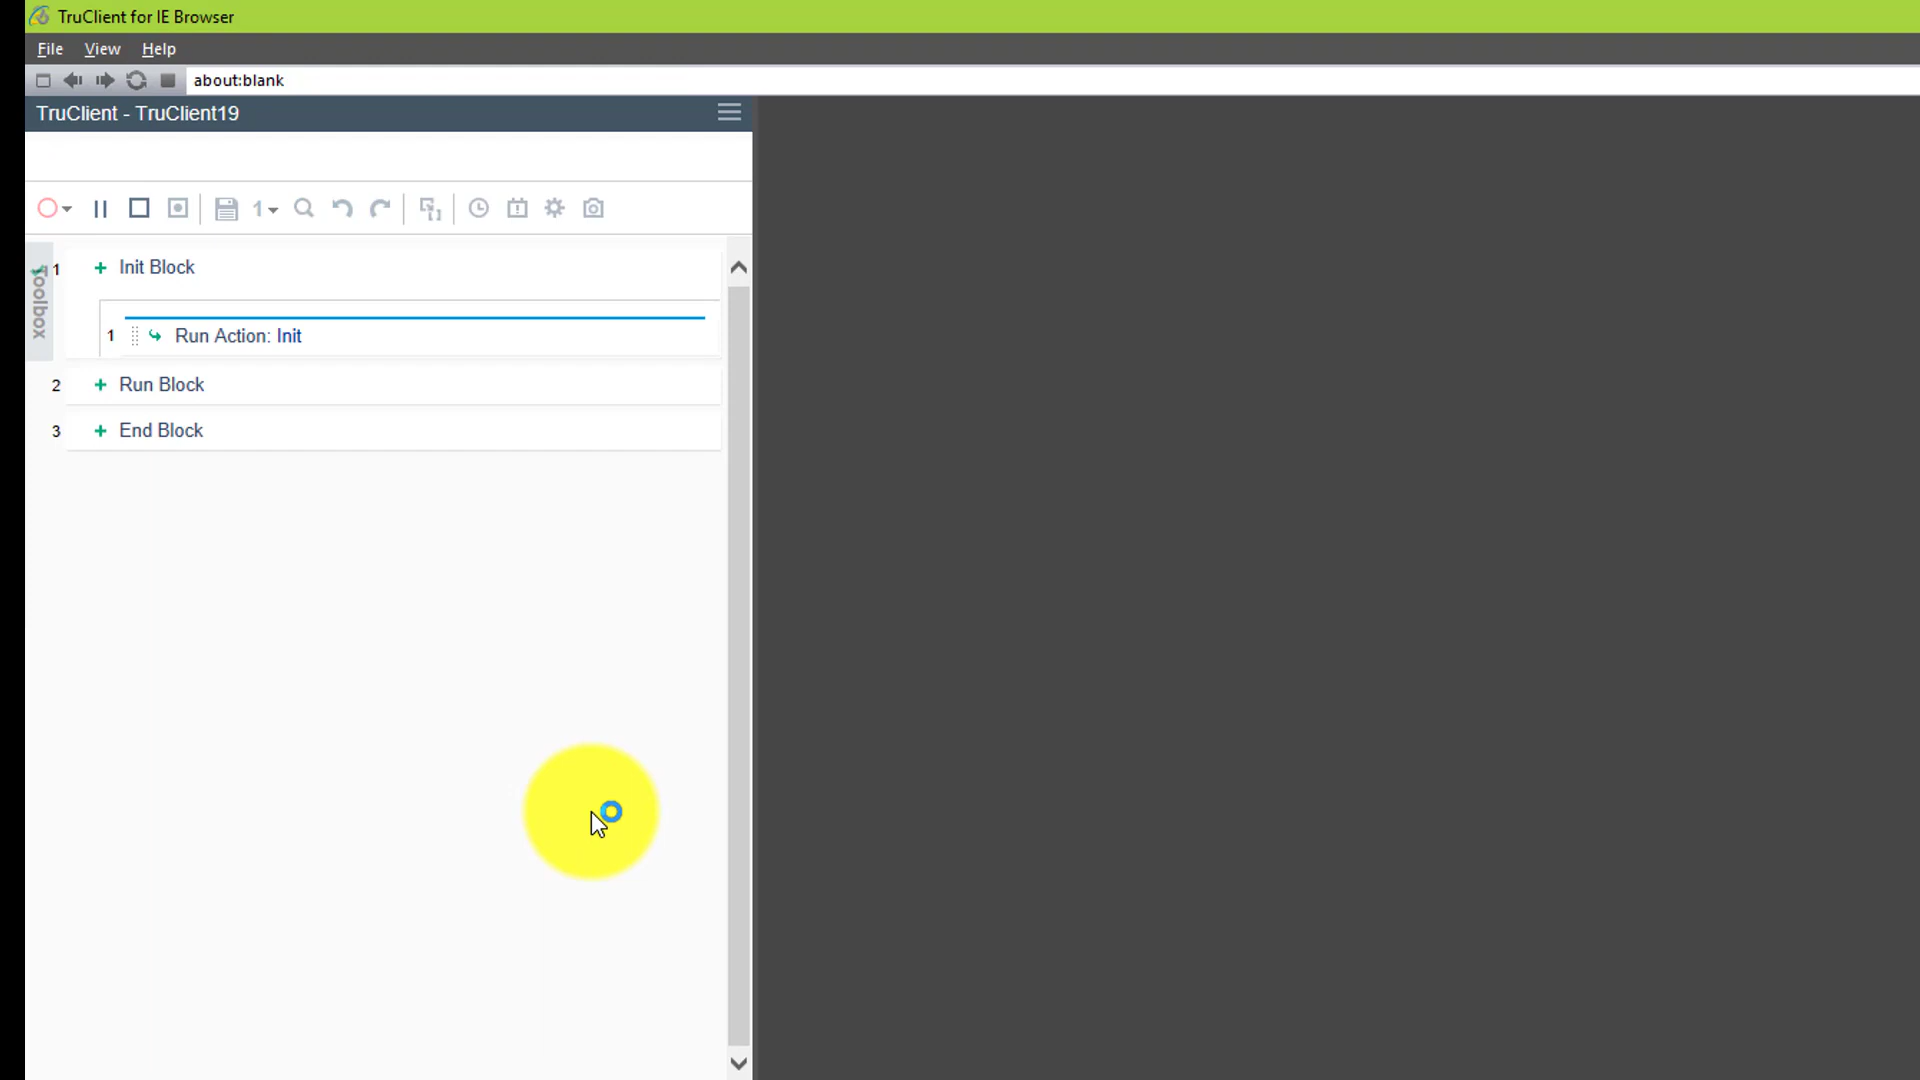 TruClient for IE Browser
File View Help
about:blank
TruClient - TruClient19
1
Toolbox
1 Init Block
1 Run Action: Init
2 Run Block
3 End Block